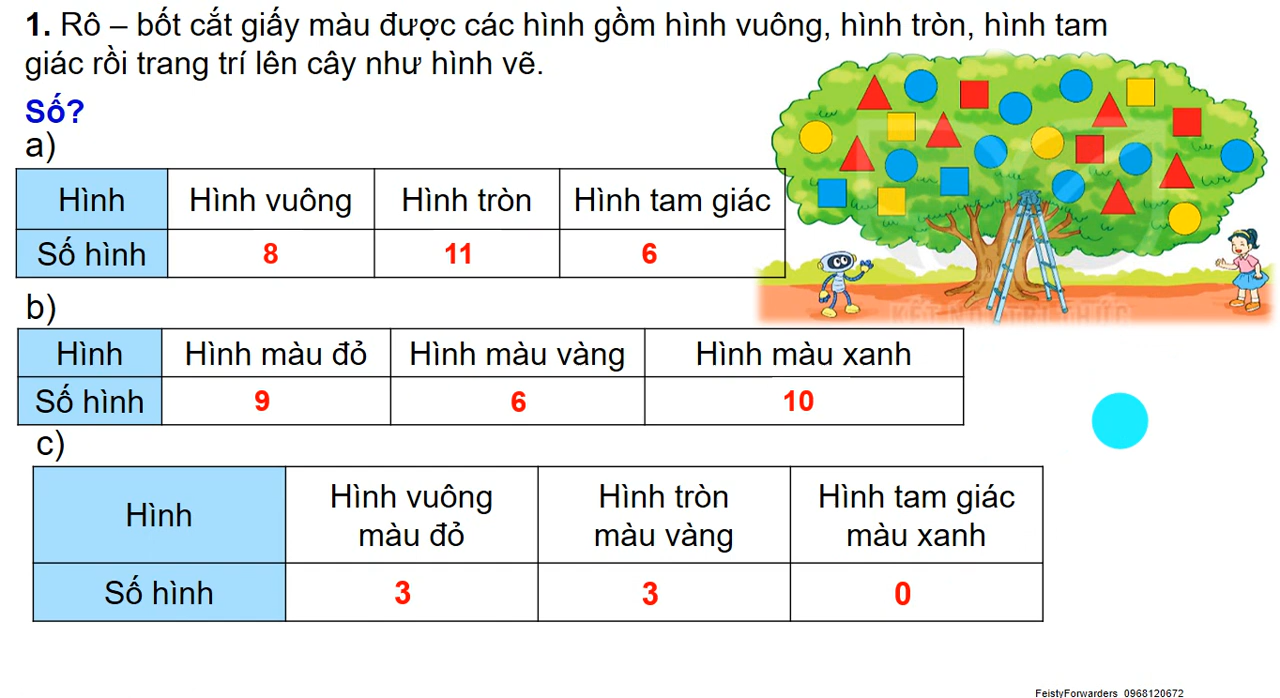 1. Rô – bốt cắt giấy màu được các hình gồm hình vuông, hình tròn, hình tam
giác rồi trang trí lên cây như hình vẽ.
Số?
a)
Hình Hình vuông Hình tròn Hình tam giác
Số hình 8 11 6
b)
Hình Hình màu đỏ Hình màu vàng Hình màu xanh
Số hình 9 6 10
c)
Hình Hình vuông màu đỏ Hình tròn màu vàng Hình tam giác màu xanh
Số hình 3 3 0
FeistyForwarders 0968120672